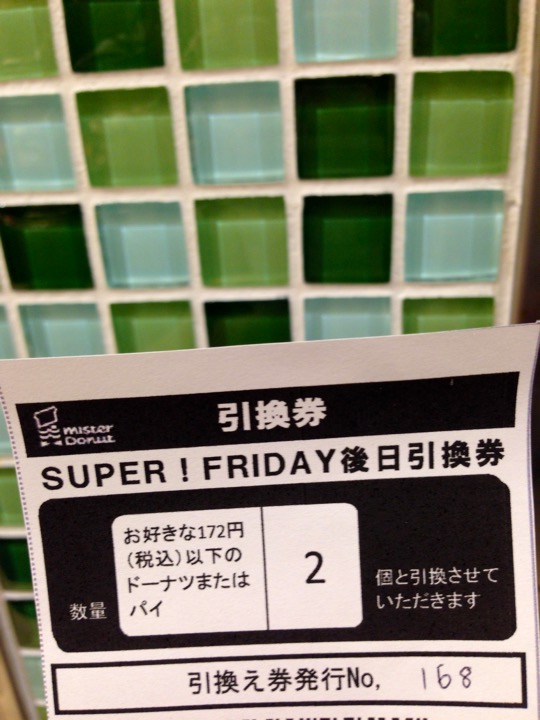 引換券
mister
Donut
SUPER！FRIDAY後日引換券
数量
お好きな172円
(税込)以下の
ドーナツまたは
パイ
2
個と引換させて
いただきます
引換え券発行No, 168